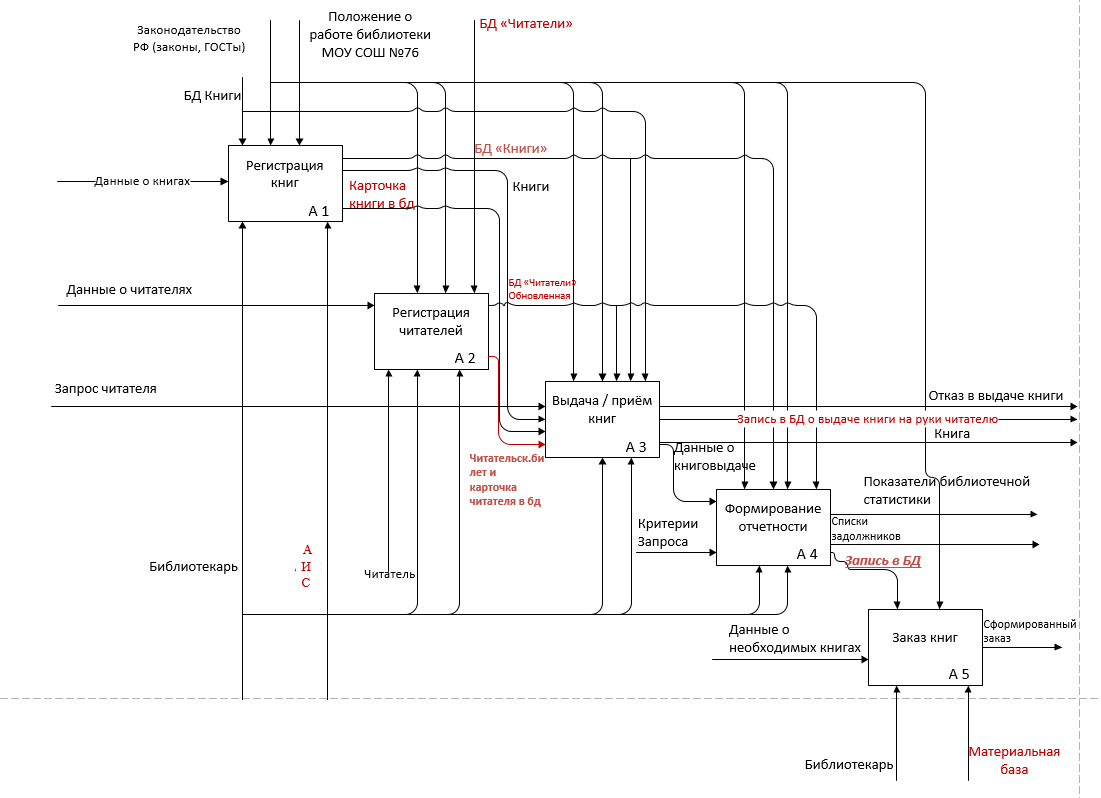 Законодательство
РФ (законы, ГОСТы)
Положение о
работе библиотеки
МОУ СОШ №76
БД «Читатели»
БД Книги
БД «Книги»
Регистрация
книг
А 1
Данные о книгах
Карточка
книги в бд
Книги
Данные о читателях
БД «Читатели»
Обновленная
Регистрация
читателей
А 2
Запрос читателя
Выдача / приём
книг
А 3
Отказ в выдаче книги
Запись в БД о выдаче книги на руки читателю
Книга
Читательск.би
лет и
карточка
читателя в бд
Данные о
книговыдаче
Показатели библиотечной
статистики
Формирование
отчетности
А 4
Критерии
Запроса
Списки
задолжников
Запись в БД
Библиотекарь
А
.И
С
Читатель
Данные о
необходимых книгах
Заказ книг
А 5
Сформированный
заказ
Библиотекарь
Материальная
база